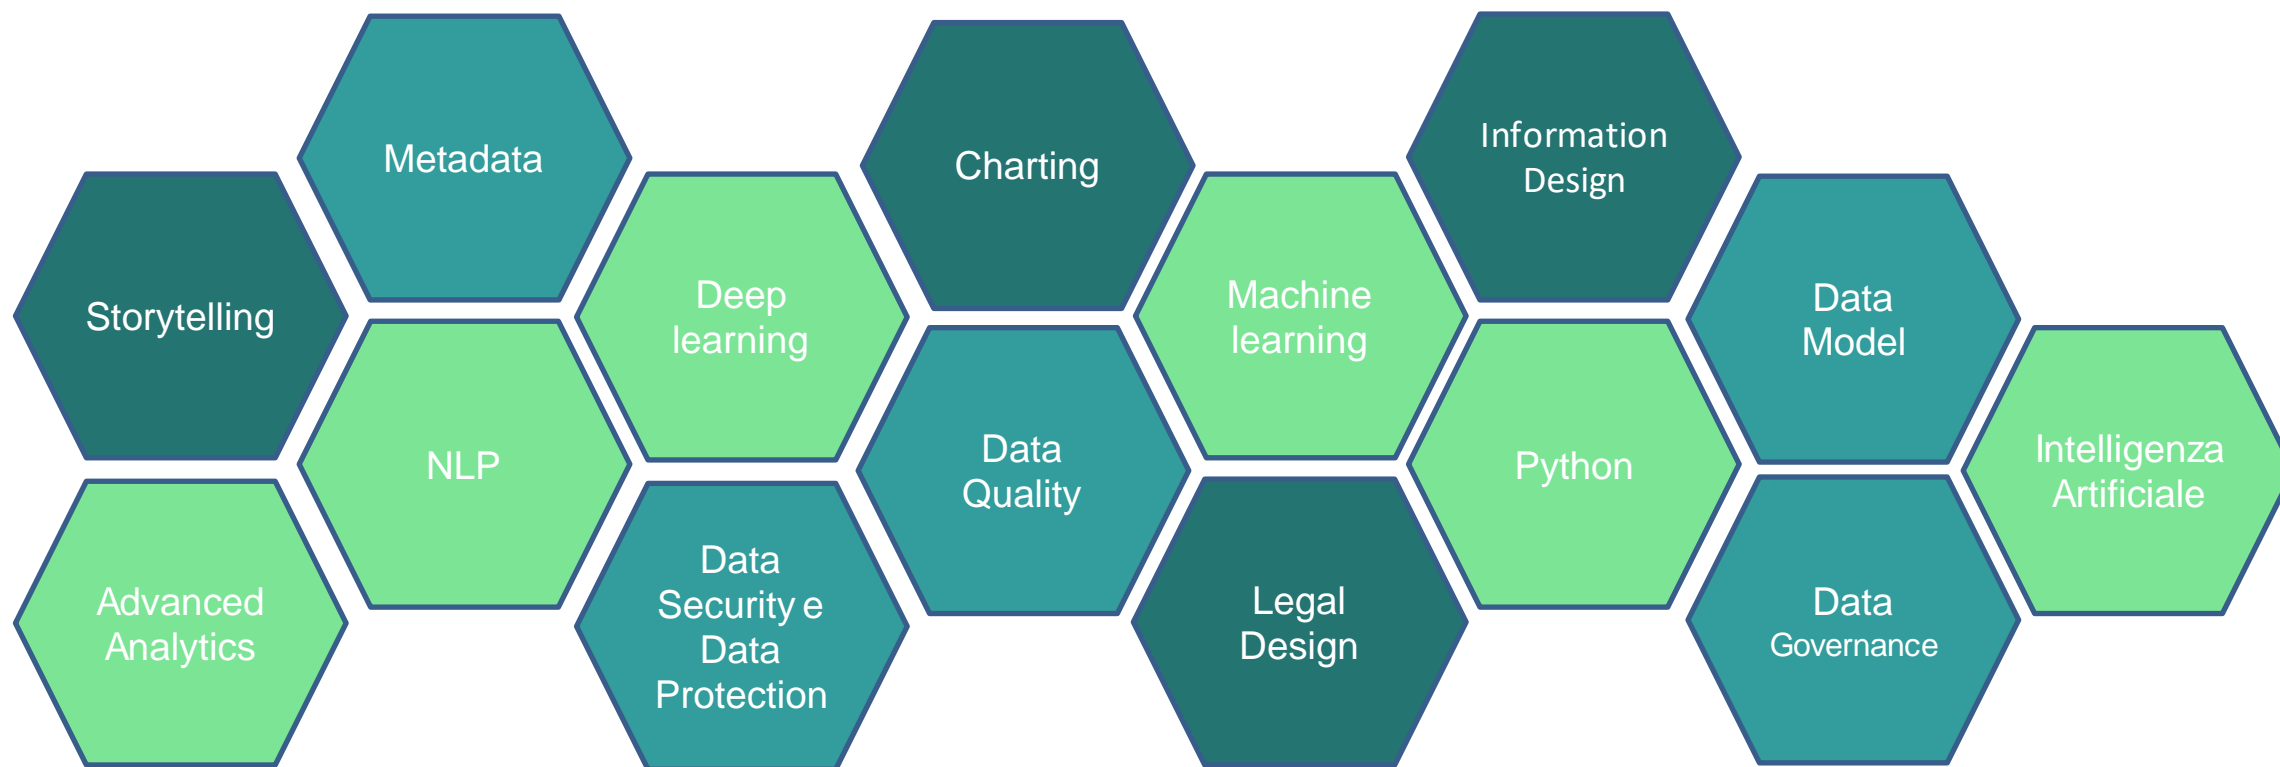 Storytelling
Advanced
Analytics
Metadata
NLP
Deep
learning
Data
Security e
Data
Protection
Charting
Data
Quality
Machine
learning
Legal
Design
Information
Design
Python
Data
Model
Data
Governance
Intelligenza
Artificiale